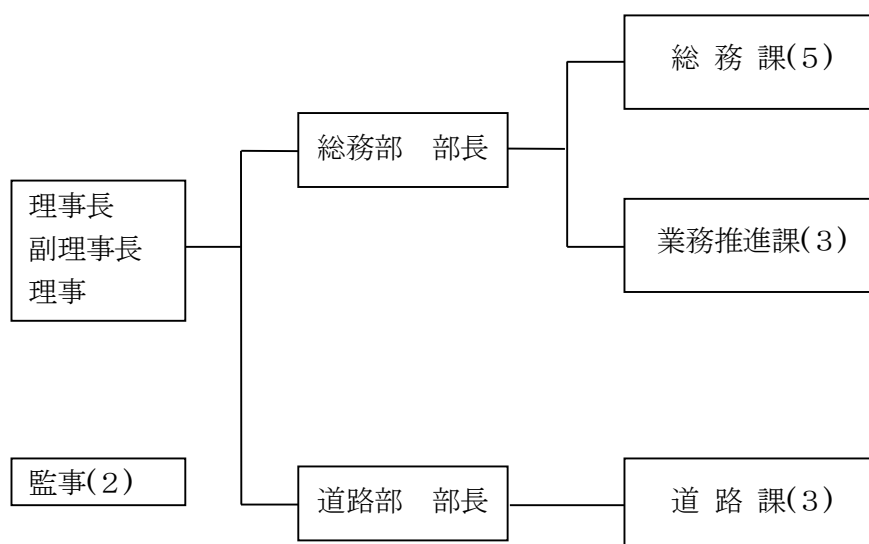 理事長
副理事長
理事
監事(２)
総務部　部長
道路部　部長
総 務 課(５)
業務推進課(３)
道 路 課(３)